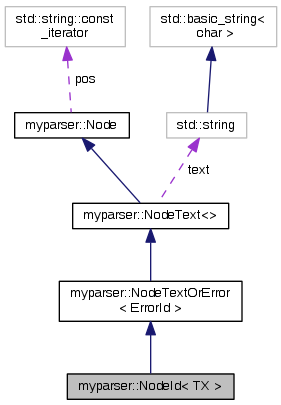 std::string::const
_iterator
std::basic_string<
char >
pos
myparser::Node
std::string
text
myparser::NodeText<>
myparser::NodeTextOrError
< ErrorId >
myparser::NodeId< TX >